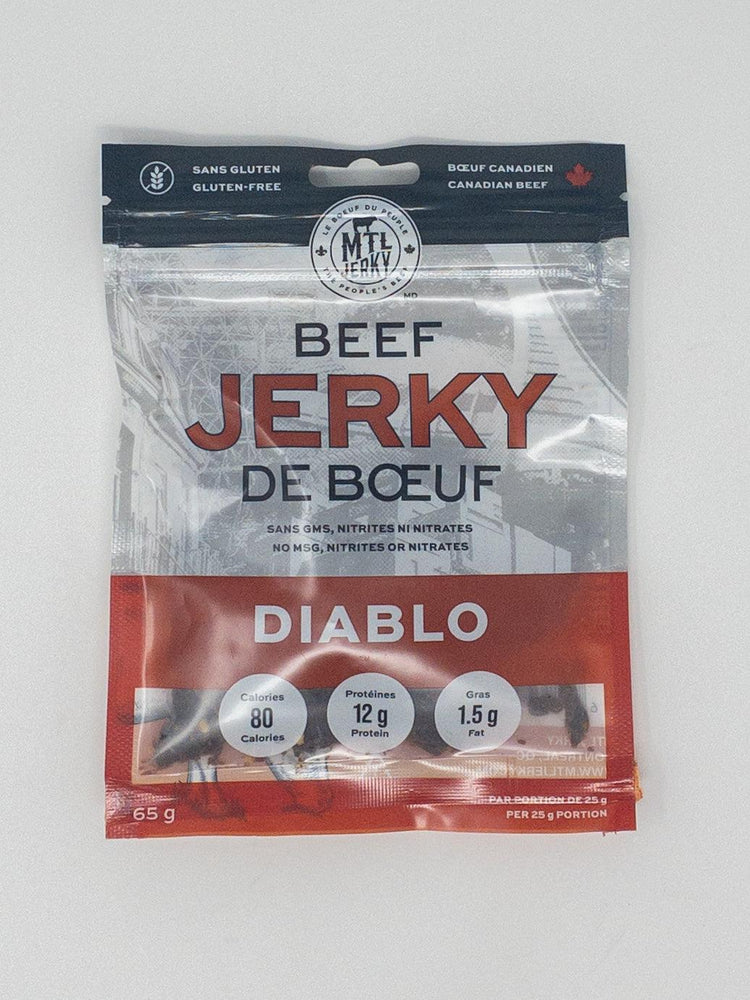 SANS GLUTEN
GLUTEN-FREE
BŒUF CANADIEN
CANADIAN BEEF
LE BOEUF DU PEUPLE
MTL
JERKY
THE PEOPLE'S BEEF
MD
BEEF
JERKY
DE BŒUF
SANS GMS, NITRITES NI NITRATES
NO MSG, NITRITES OR NITRATES
DIABLO
Calories
80
Calories
Protéines
12 g
Protein
Gras
1.5 g
Fat
PAR PORTION DE 25 g
PER 25 g PORTION
65 g